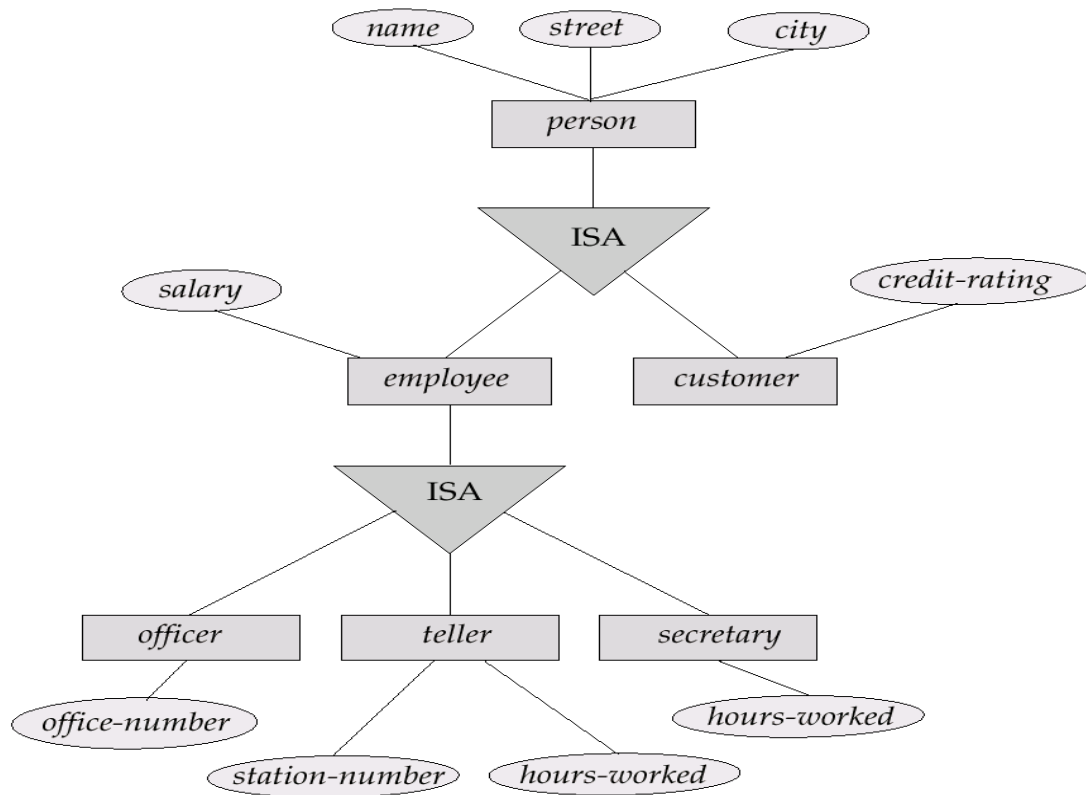 name
street
city
person
ISA
salary
credit-rating
employee
customer
ISA
officer
teller
secretary
office-number
hours-worked
station-number
hours-worked